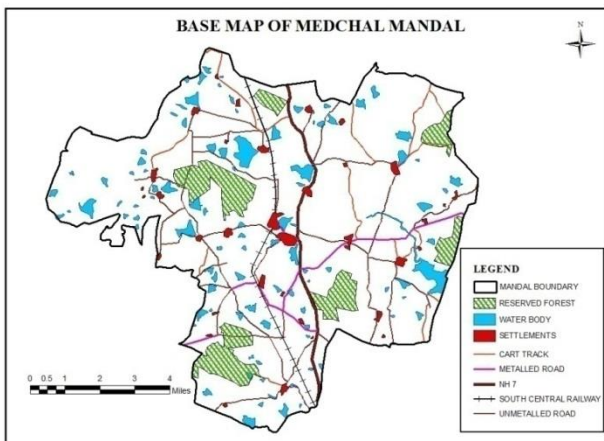 BASE MAP OF MEDCHAL MANDAL
N
LEGEND
MANDAL BOUNDARY
RESERVED FOREST
WATER BODY
SETTLEMENTS
CART TRACK
METALLED ROAD
NH 7
SOUTH CENTRAL RAILWAY
UNMETALLED ROAD
0 0.5 1 2 3 4
Miles